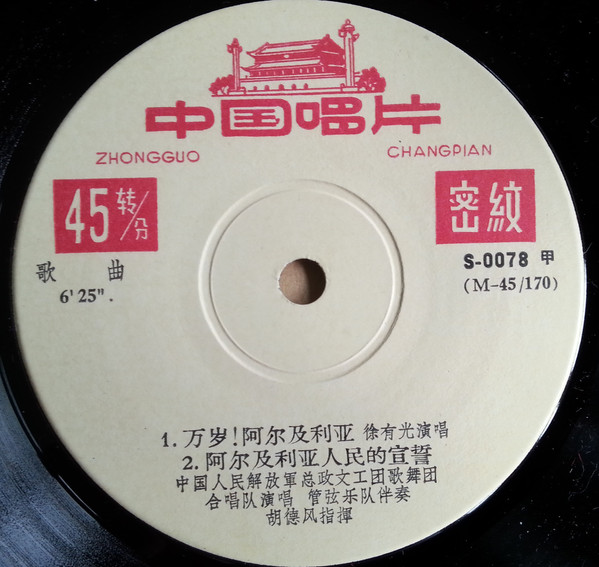 中国唱片
ZHONGGUO CHANGPIAN
45转/分
密紋
歌 曲
6' 25".
S-0078 甲
(M-45/170)
1. 万岁!阿尔及利亚 徐有光演唱
2. 阿尔及利亚人民的宣誓
中国人民解放軍总政文工团歌舞团
合唱队演唱 管弦乐队伴奏
胡德风指揮